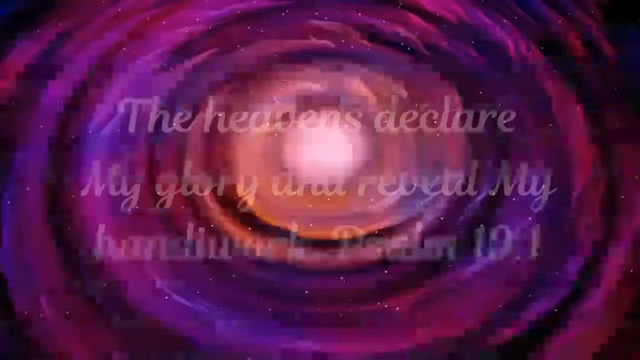 The heavens declare
My glory and reveal My
handiwork. Psalm 19:1